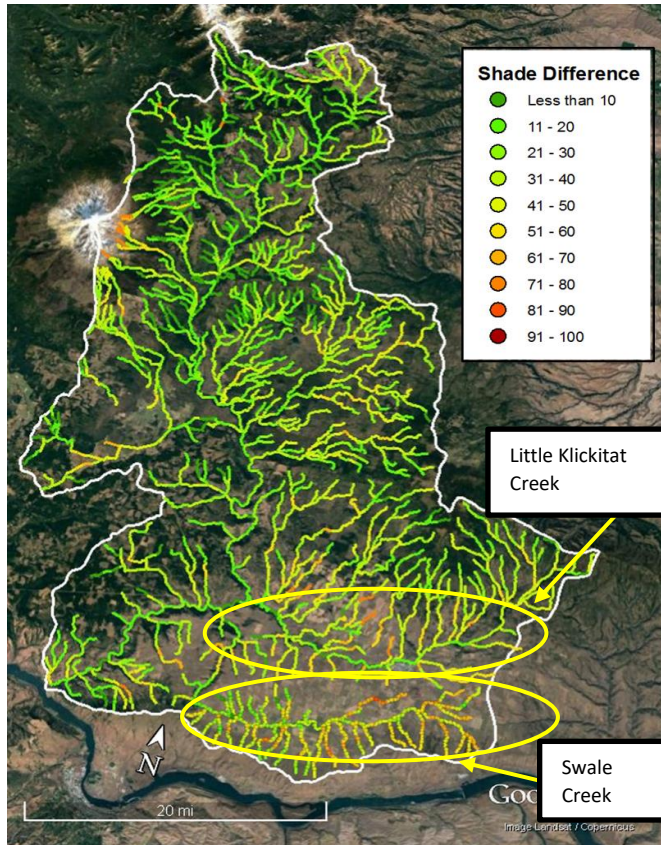 Shade Difference
Less than 10
11 - 20
21 - 30
31 - 40
41 - 50
51 - 60
61 - 70
71 - 80
81 - 90
91 - 100
Little Klickitat
Creek
Swale
Creek
N
20 mi
Goo
Image Landsat / Copernicus